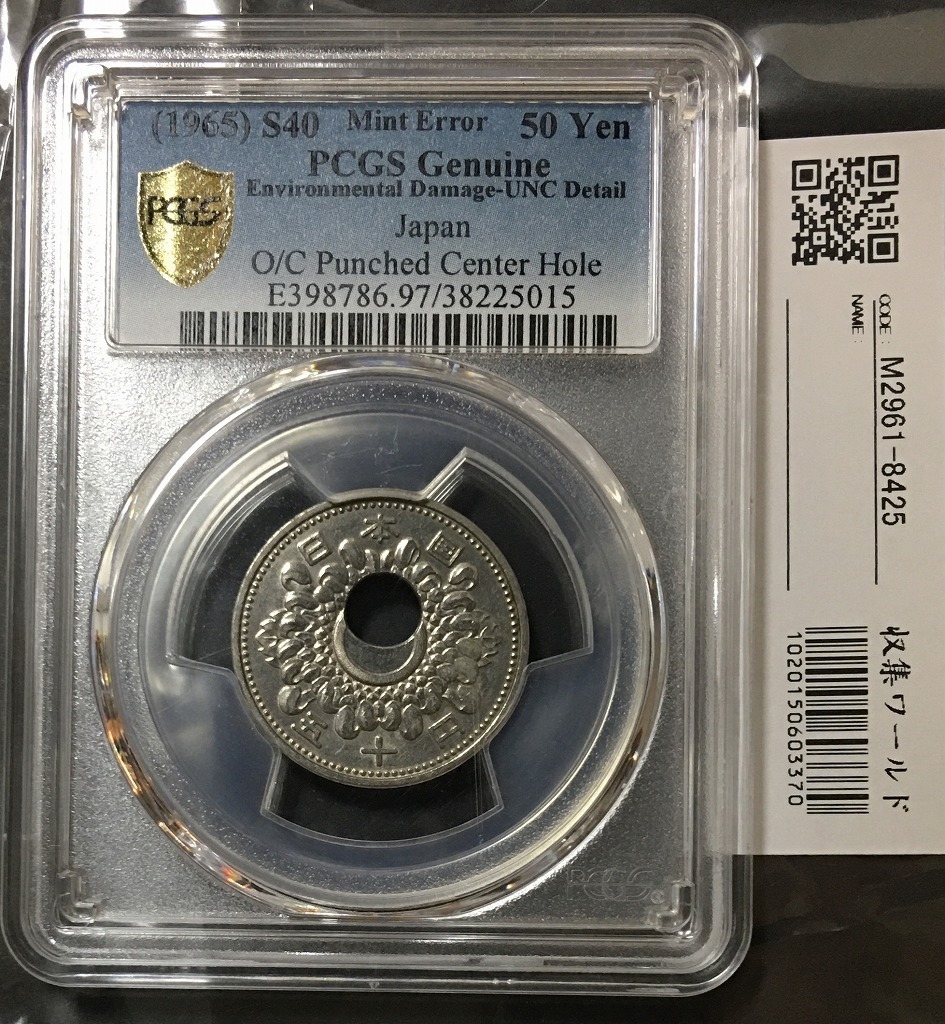 (1965) S40 Mint Error 50 Yen
PCGS Genuine
Environmental Damage-UNC Detail
Japan
O/C Punched Center Hole
E398786.97/38225015
PCGS
日本国
五十円
PCGS
CODE: M2961-8425
NAME:
収集ワールド
1020150603370